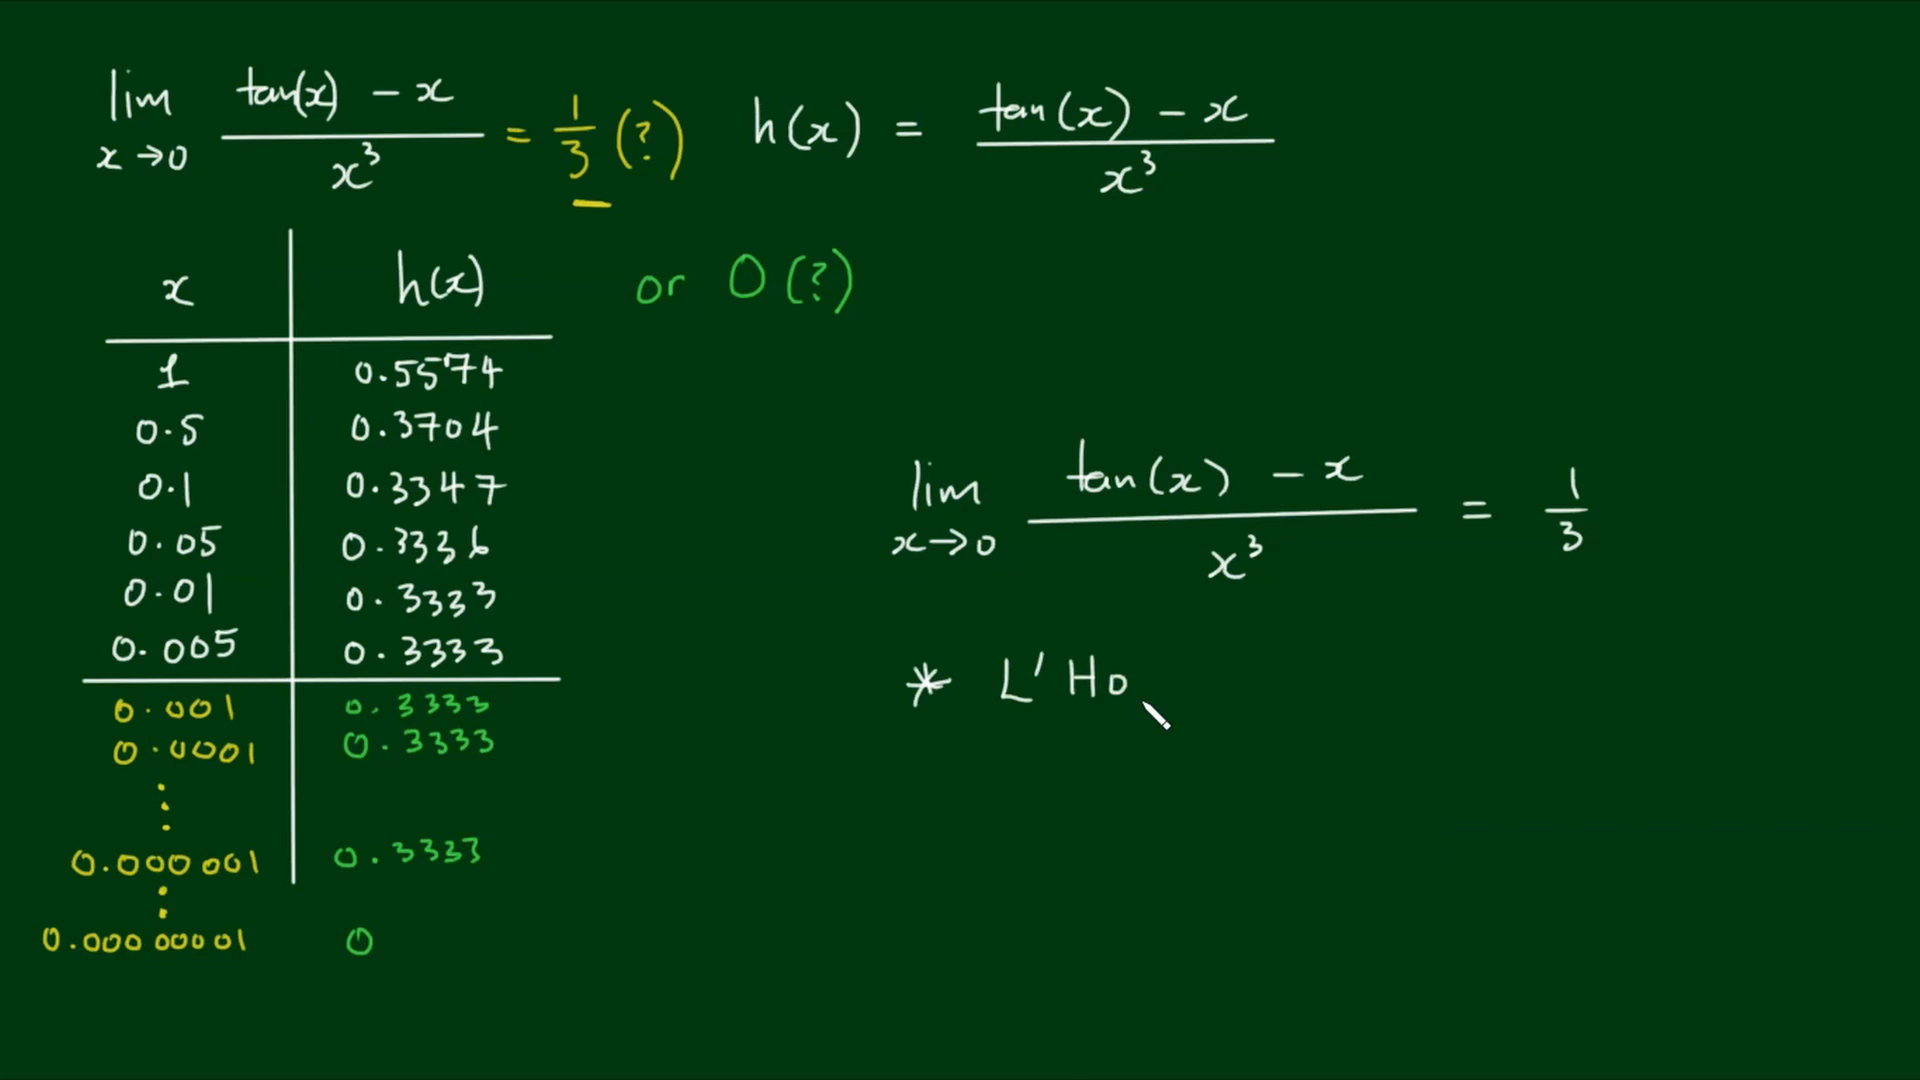 lim x→0 (tan(x) − x) / x³ = 1/3 (?)
h(x) = (tan(x) − x) / x³
x h(x)
or 0 (?)
1 0.5574
0.5 0.3704
0.1 0.3347
0.05 0.3336
0.01 0.3333
0.005 0.3333
0.001 0.3333
0.0001 0.3333
⋮
0.000001 0.3333
⋮
0.00000001 0
lim x→0 (tan(x) − x) / x³ = 1/3
* L'Ho